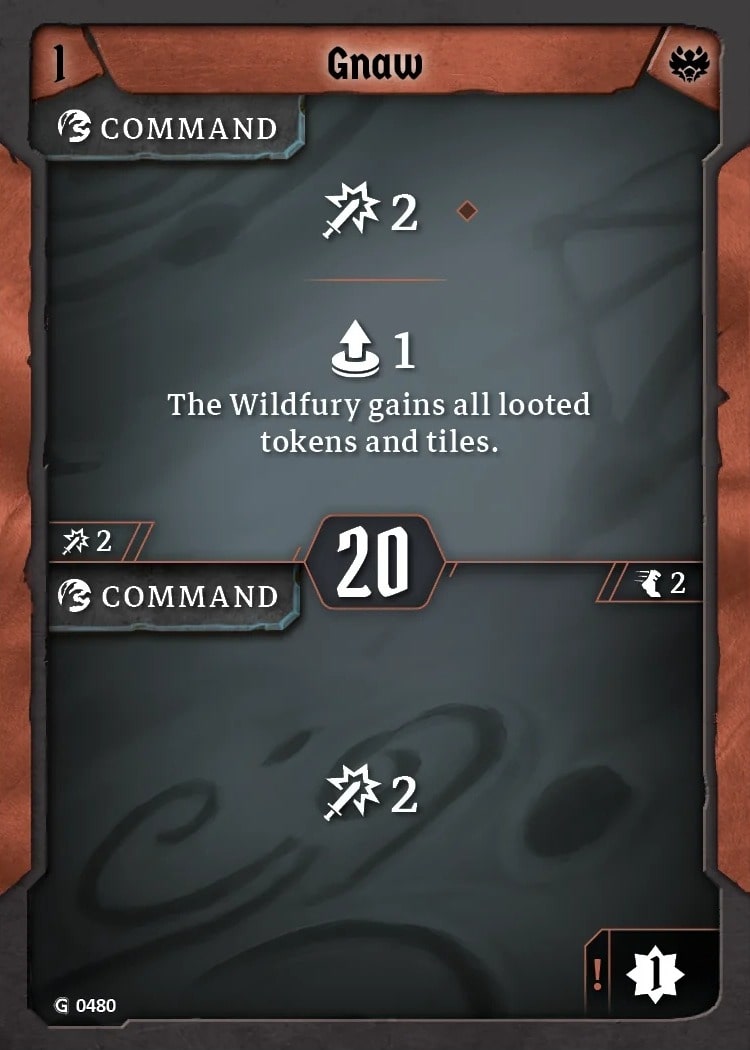 1
Gnaw
COMMAND
2
1
The Wildfury gains all looted
tokens and tiles.
2
20
COMMAND
2
2
!
1
G 0480